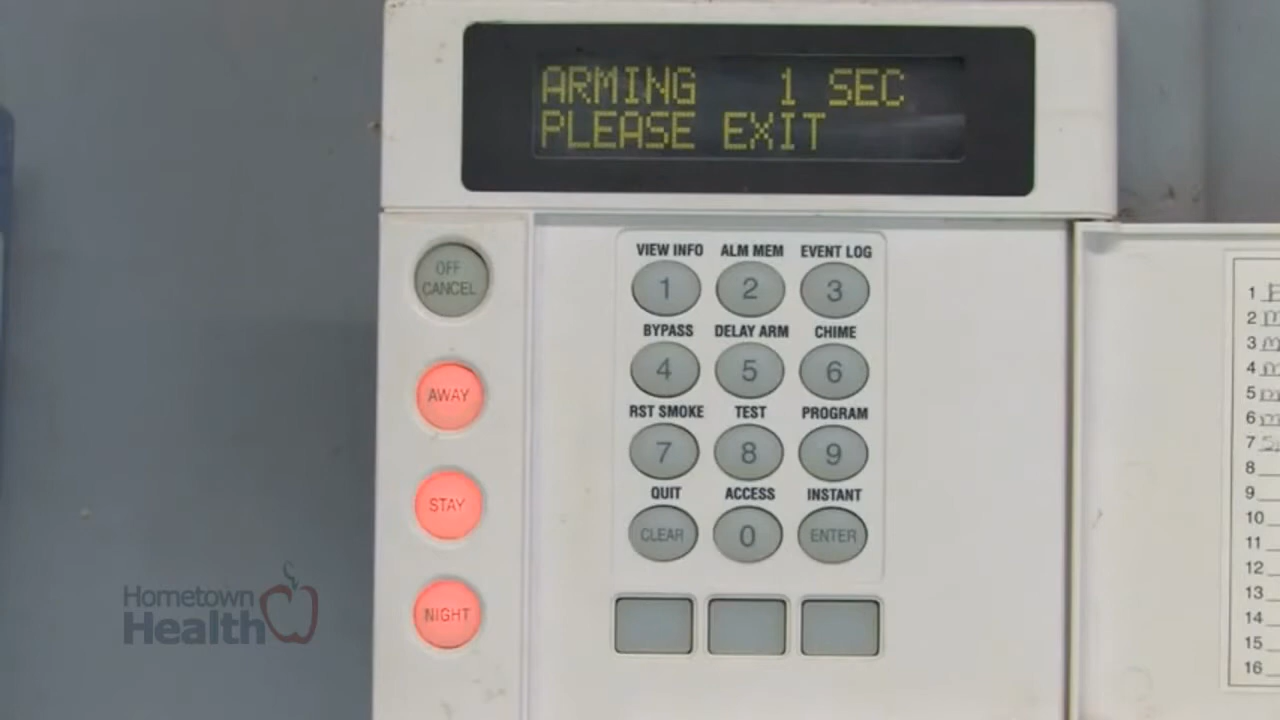 ARMING 1 SEC
PLEASE EXIT
OFF
CANCEL
AWAY
STAY
NIGHT
VIEW INFO ALM MEM EVENT LOG
1 2 3
BYPASS DELAY ARM CHIME
4 5 6
RST SMOKE TEST PROGRAM
7 8 9
QUIT ACCESS INSTANT
CLEAR 0 ENTER
1
2
3
4
5
6
7
8
9
10
11
12
13
14
15
16
Hometown
Health